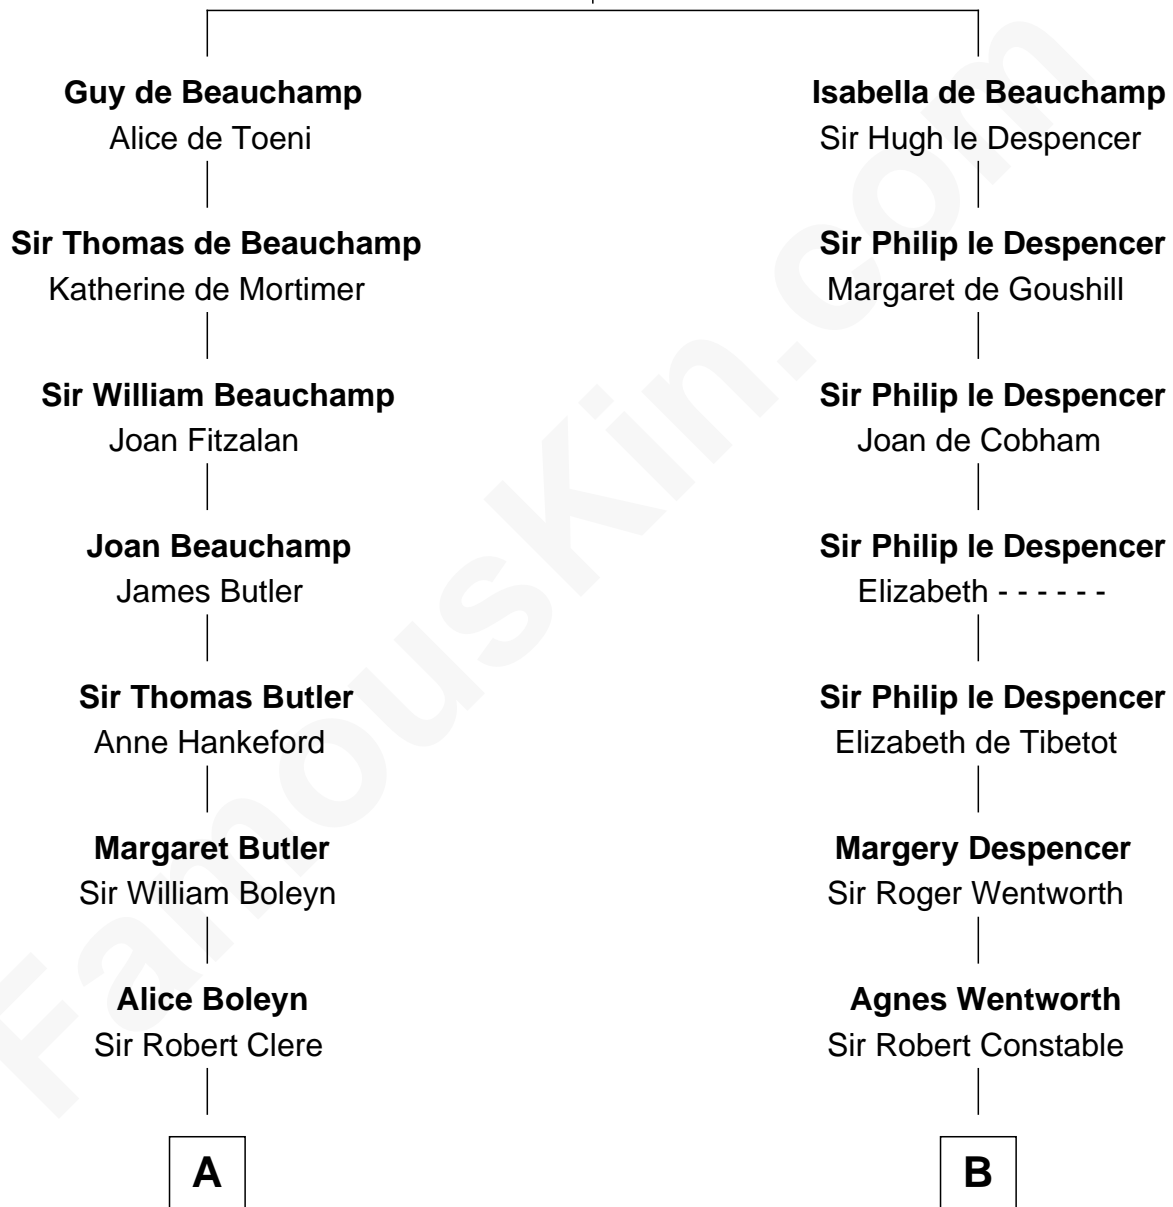 Guy de Beauchamp
Alice de Toeni
Sir Thomas de Beauchamp
Katherine de Mortimer
Sir William Beauchamp
Joan Fitzalan
Joan Beauchamp
James Butler
Sir Thomas Butler
Anne Hankeford
Margaret Butler
Sir William Boleyn
Alice Boleyn
Sir Robert Clere
A
Isabella de Beauchamp
Sir Hugh le Despencer
Sir Philip le Despencer
Margaret de Goushill
Sir Philip le Despencer
Joan de Cobham
Sir Philip le Despencer
Elizabeth - - - - - -
Sir Philip le Despencer
Elizabeth de Tibetot
Margery Despencer
Sir Roger Wentworth
Agnes Wentworth
Sir Robert Constable
B
FamousKin.com